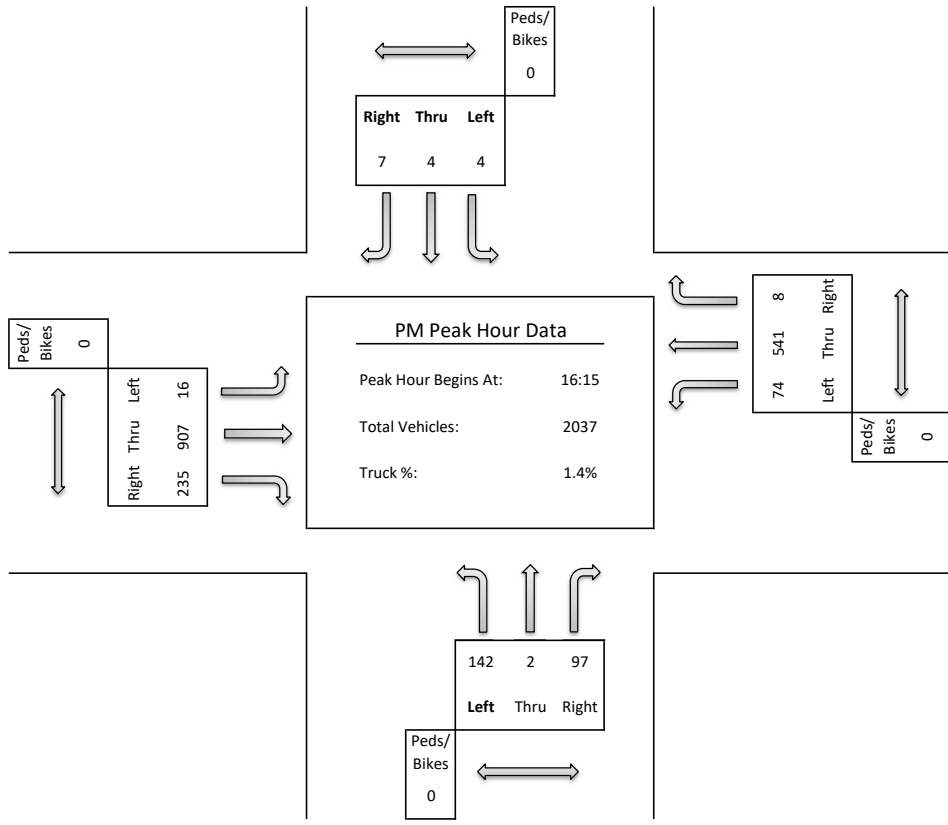 Peds/
Bikes
0
Right Thru Left
7 4 4
Peds/
Bikes
0
Left 16
Thru 907
Right 235
PM Peak Hour Data
Peak Hour Begins At: 16:15
Total Vehicles: 2037
Truck %: 1.4%
8 Right
541 Thru
74 Left
Peds/
Bikes
0
142 2 97
Left Thru Right
Peds/
Bikes
0